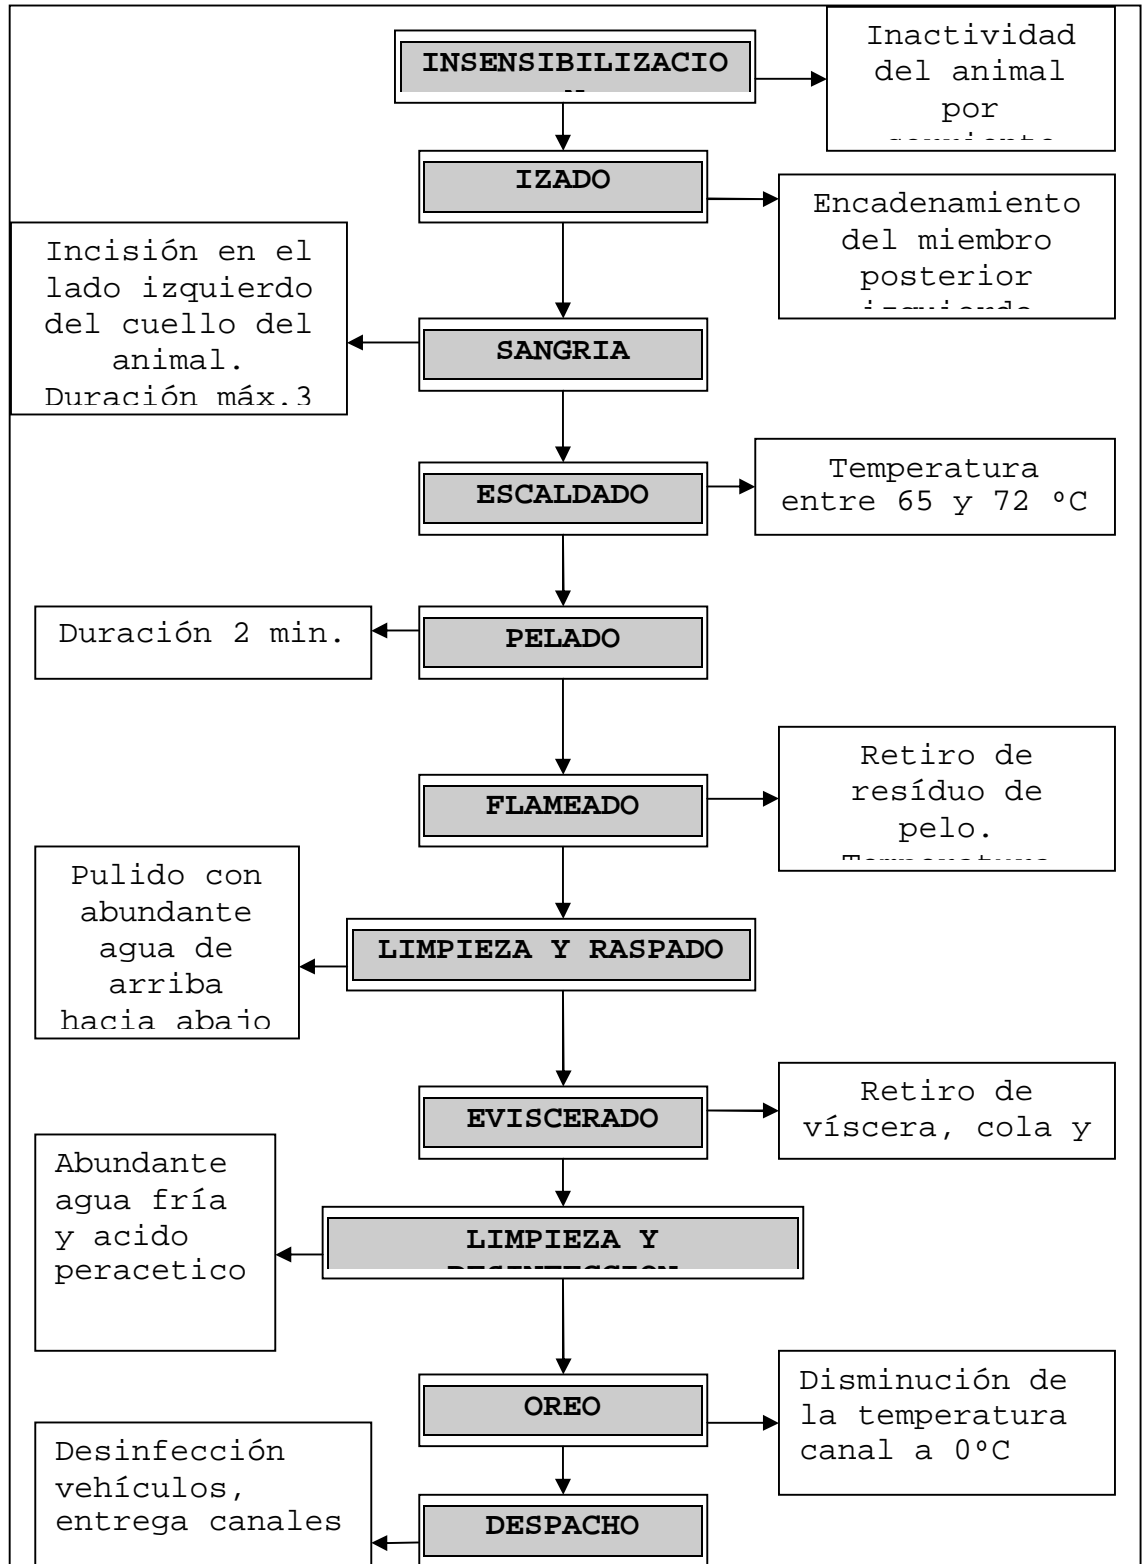 INSENSIBILIZACIO
Inactividad
del animal
por
IZADO
Encadenamiento
del miembro
posterior
izquierdo
Incisión en el
lado izquierdo
del cuello del
animal.
Duración máx.3
SANGRIA
ESCALDADO
Temperatura
entre 65 y 72 ºC
Duración 2 min.
PELADO
FLAMEADO
Retiro de
resíduo de
pelo.
Temperatura
Pulido con
abundante
agua de
arriba
hacia abajo
LIMPIEZA Y RASPADO
EVISCERADO
Retiro de
víscera, cola y
Abundante
agua fría
y acido
peracetico
LIMPIEZA Y
DESINFECCION
OREO
Disminución de
la temperatura
canal a 0ºC
Desinfección
vehículos,
entrega canales
DESPACHO